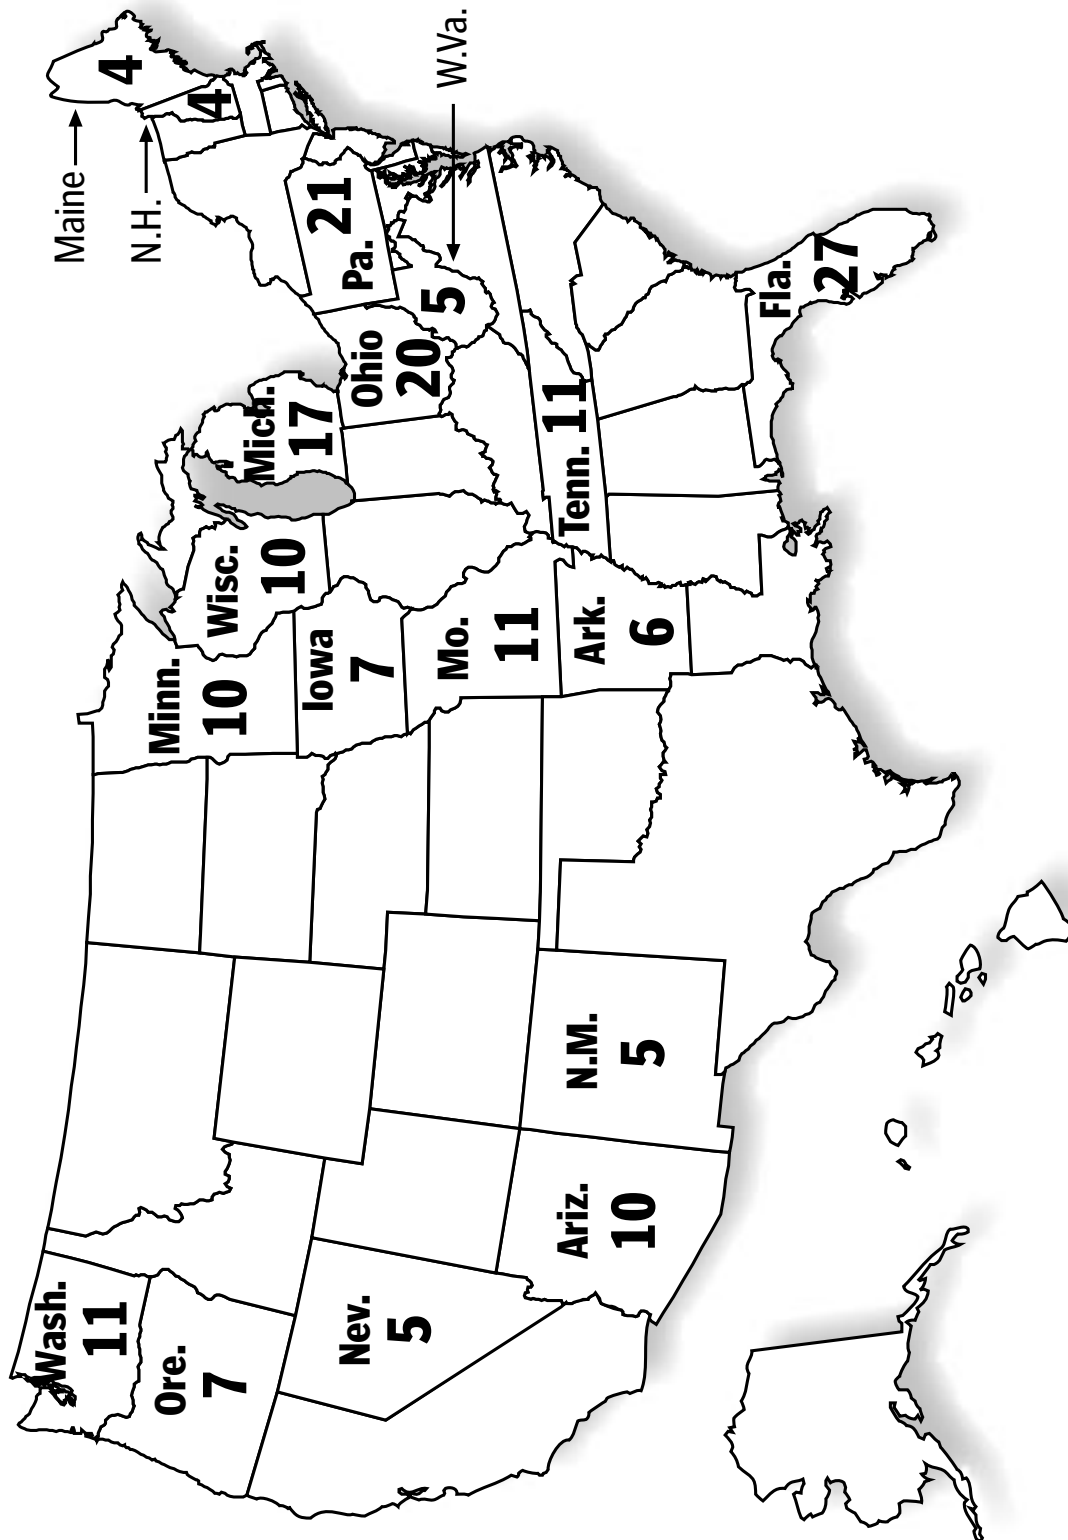 Wash.
11
Ore.
7
Nev.
5
Ariz.
10
N.M.
5
Minn.
10
Iowa
7
Mo.
11
Ark.
6
Wisc.
10
Mich.
17
Ohio
20
Tenn. 11
Pa. 21
5
W.Va.
Fla.
27
Maine
4
N.H.
4